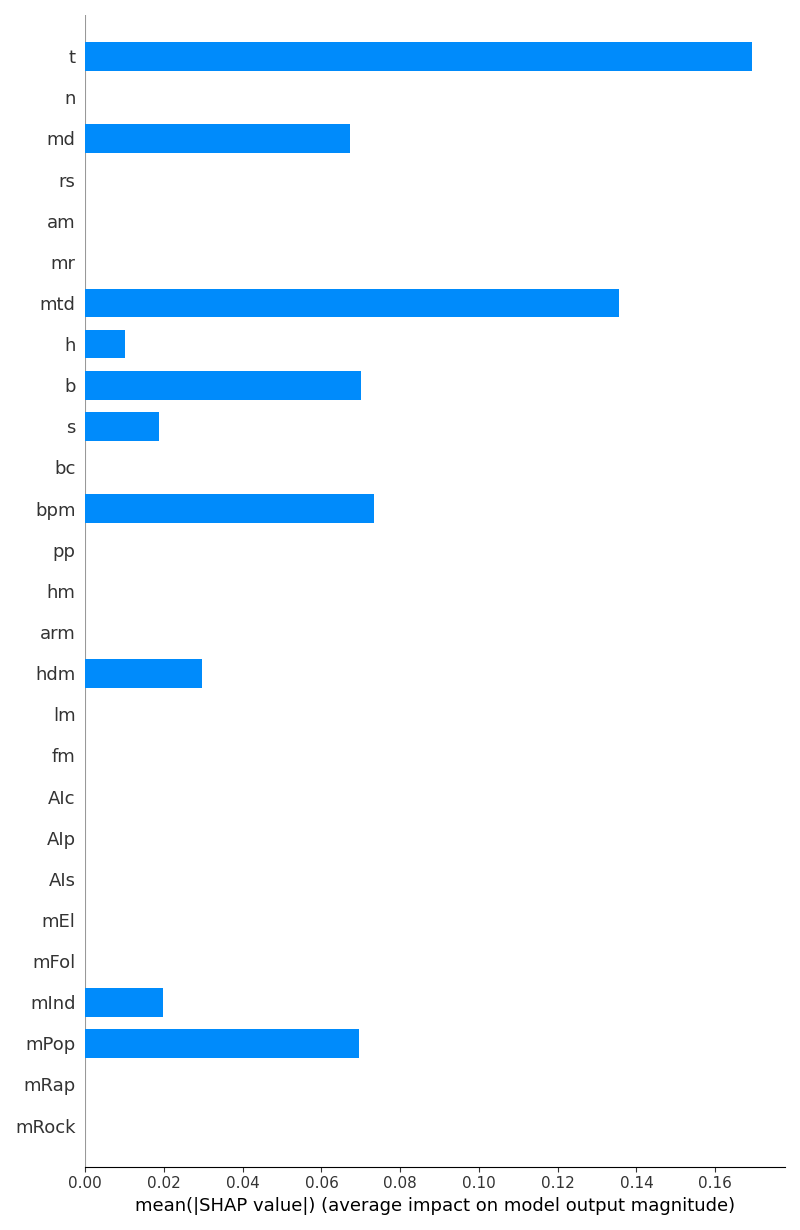 t
n
md
rs
am
mr
mtd
h
b
s
bc
bpm
pp
hm
arm
hdm
lm
fm
AIc
AIp
AIs
mEl
mFol
mInd
mPop
mRap
mRock
0.00 0.02 0.04 0.06 0.08 0.10 0.12 0.14 0.16
mean(|SHAP value|) (average impact on model output magnitude)